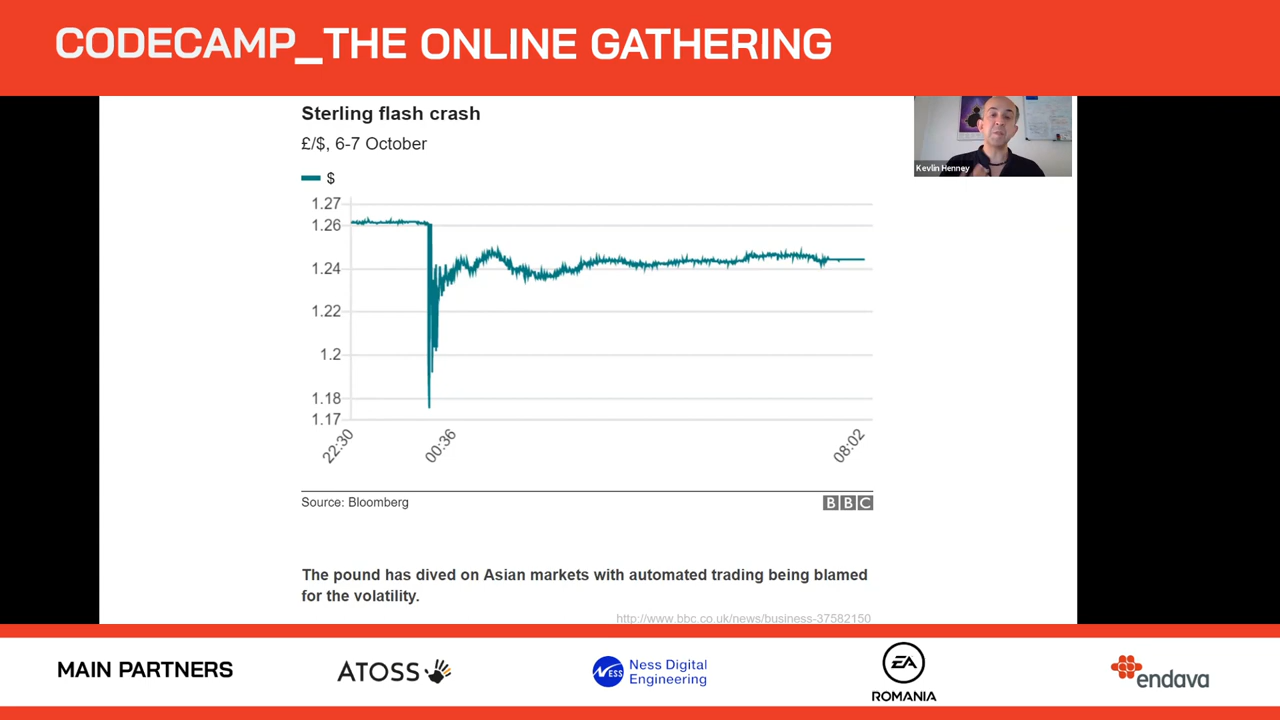 CODECAMP_THE ONLINE GATHERING
Sterling flash crash
£/$, 6-7 October
$
Kevlin Henney
1.27
1.26
1.24
1.22
1.2
1.18
1.17
22:30
00:36
08:02
Source: Bloomberg
BBC
The pound has dived on Asian markets with automated trading being blamed
for the volatility.
http://www.bbc.co.uk/news/business-37582150
MAIN PARTNERS
ATOSS
NESS
Ness Digital
Engineering
EA
ROMANIA
endava